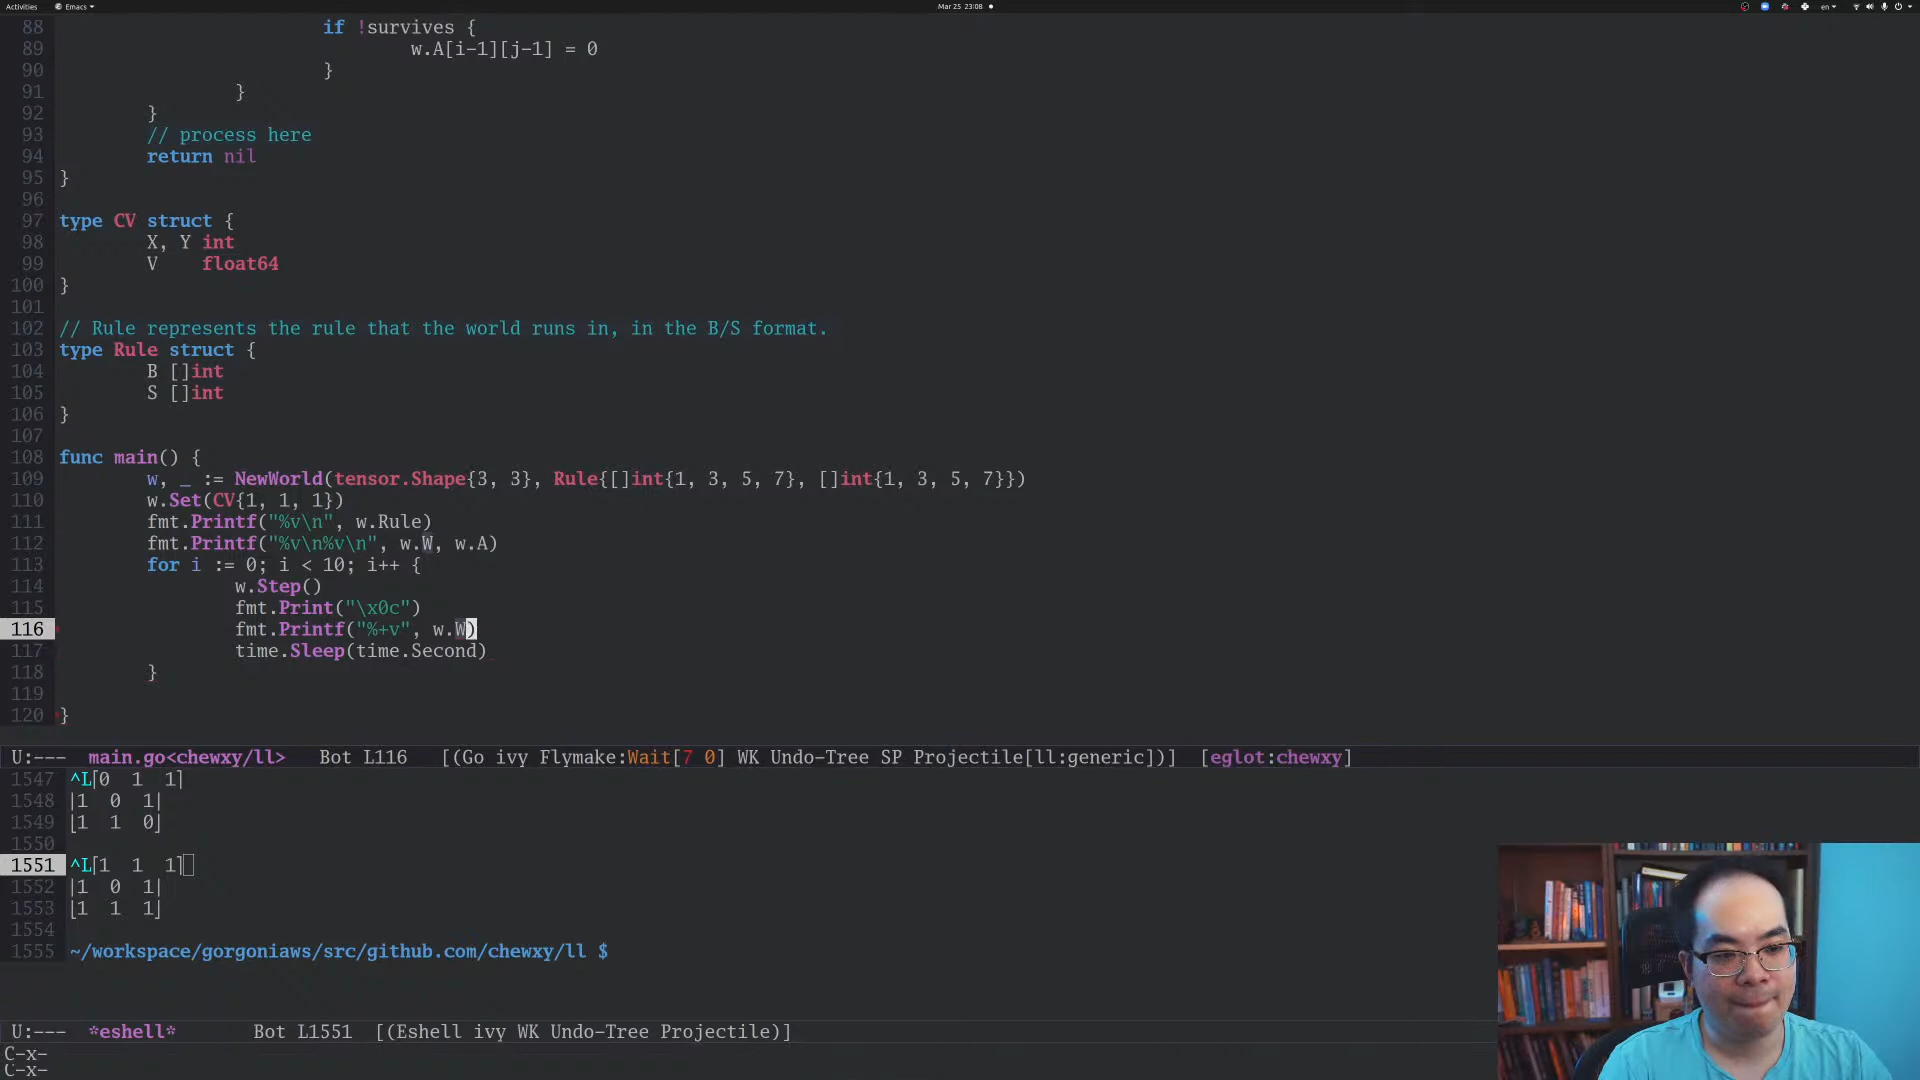 Activities Emacs Mar 25 23:08 en
88 if !survives {
89 w.A[i-1][j-1] = 0
90 }
91 }
92 }
93 // process here
94 return nil
95 }
96
97 type CV struct {
98 X, Y int
99 V float64
100 }
101
102 // Rule represents the rule that the world runs in, in the B/S format.
103 type Rule struct {
104 B []int
105 S []int
106 }
107
108 func main() {
109 w, _ := NewWorld(tensor.Shape{3, 3}, Rule{[]int{1, 3, 5, 7}, []int{1, 3, 5, 7}})
110 w.Set(CV{1, 1, 1})
111 fmt.Printf("%v\n", w.Rule)
112 fmt.Printf("%v\n%v\n", w.W, w.A)
113 for i := 0; i < 10; i++ {
114 w.Step()
115 fmt.Print("\x0c")
116 fmt.Printf("%+v", w.W)
117 time.Sleep(time.Second)
118 }
119
120 }
U:--- main.go<chewxy/ll> Bot L116 [(Go ivy Flymake:Wait[7 0] WK Undo-Tree SP Projectile[ll:generic])] [eglot:chewxy]
1547 ^L⎡0 1 1⎤
1548 |1 0 1|
1549 ⎣1 1 0⎦
1550
1551 ^L⎡1 1 1⎤
1552 |1 0 1|
1553 ⎣1 1 1⎦
1554
1555 ~/workspace/gorgoniaws/src/github.com/chewxy/ll $
U:--- *eshell* Bot L1551 [(Eshell ivy WK Undo-Tree Projectile)]
C-x-
C-x-